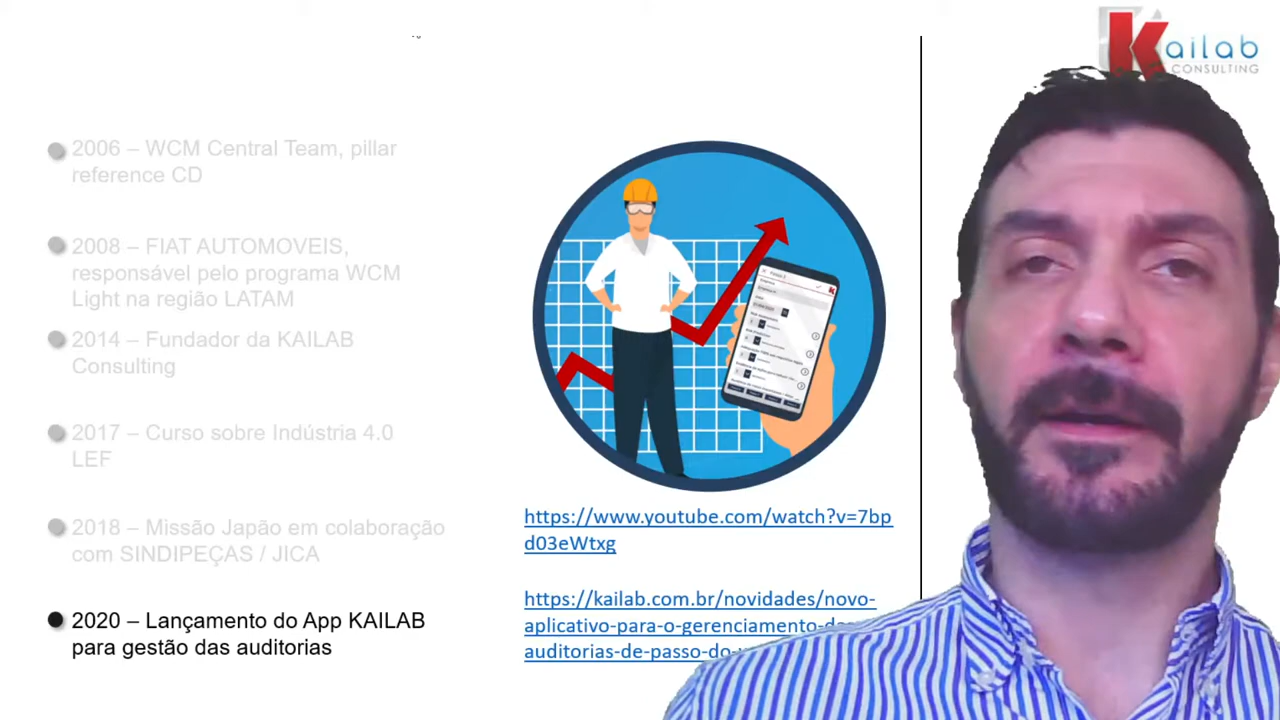 Kailab
CONSULTING
2006 – WCM Central Team, pillar
reference CD
2008 – FIAT AUTOMOVEIS,
responsável pelo programa WCM
Light na região LATAM
2014 – Fundador da KAILAB
Consulting
2017 – Curso sobre Indústria 4.0
LEF
2018 – Missão Japão em colaboração
com SINDIPEÇAS / JICA
2020 – Lançamento do App KAILAB
para gestão das auditorias
https://www.youtube.com/watch?v=7bp
d03eWtxg
https://kailab.com.br/novidades/novo-
aplicativo-para-o-gerenciamento-da
auditorias-de-passo-do-